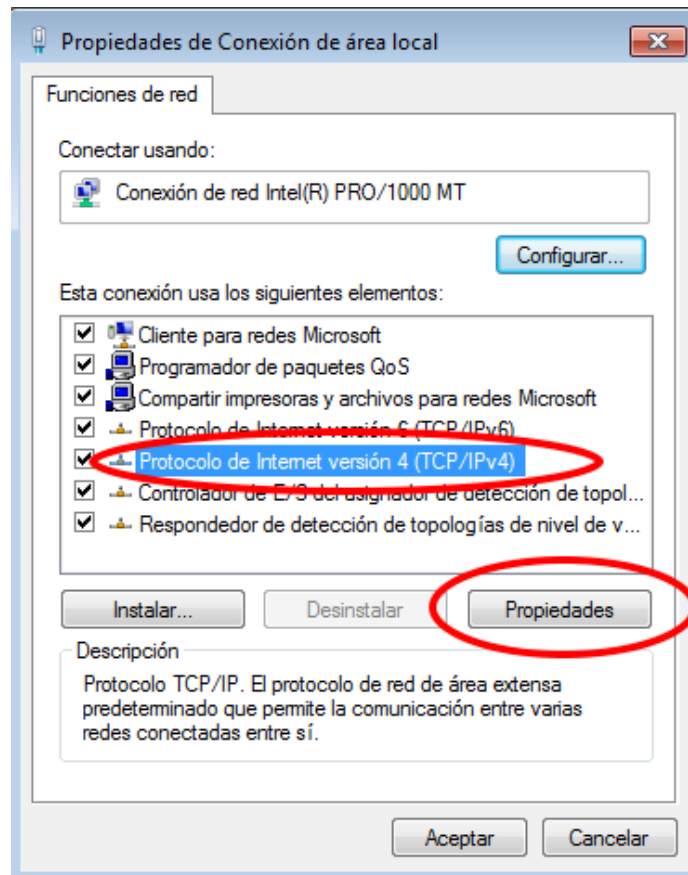 Propiedades de Conexión de área local
Funciones de red
Conectar usando:
Conexión de red Intel(R) PRO/1000 MT
Configurar...
Esta conexión usa los siguientes elementos:
Cliente para redes Microsoft
Programador de paquetes QoS
Compartir impresoras y archivos para redes Microsoft
Protocolo de Internet versión 6 (TCP/IPv6)
Protocolo de Internet versión 4 (TCP/IPv4)
Controlador de E/S del asignador de detección de topol...
Respondedor de detección de topologías de nivel de v...
Instalar... Desinstalar Propiedades
Descripción
Protocolo TCP/IP. El protocolo de red de área extensa
predeterminado que permite la comunicación entre varias
redes conectadas entre sí.
Aceptar Cancelar